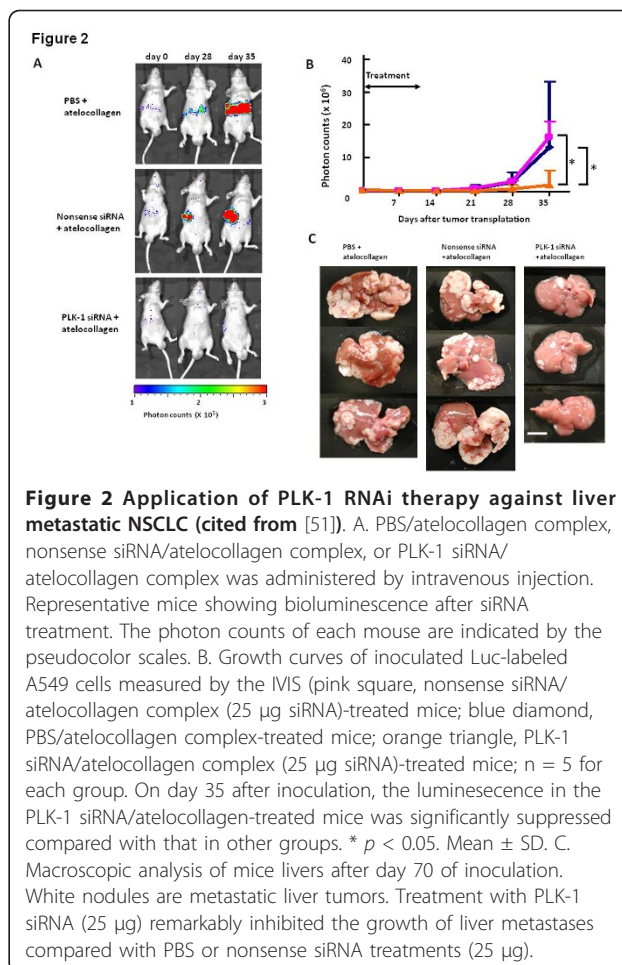 Figure 2
A
day 0 day 28 day 35
PBS +
atelocollagen
Nonsense siRNA
+ atelocollagen
PLK-1 siRNA +
atelocollagen
1 2 3
Photon counts (X 10⁵)
B
Photon counts (x 10⁶)
40
30
20
10
0
Treatment
*
*
7 14 21 28 35
Days after tumor transplatation
C
PBS +
atelocollagen
Nonsense siRNA
+atelocollagen
PLK-1 siRNA
+atelocollagen
Figure 2 Application of PLK-1 RNAi therapy against liver
metastatic NSCLC (cited from [51]). A. PBS/atelocollagen complex,
nonsense siRNA/atelocollagen complex, or PLK-1 siRNA/
atelocollagen complex was administered by intravenous injection.
Representative mice showing bioluminescence after siRNA
treatment. The photon counts of each mouse are indicated by the
pseudocolor scales. B. Growth curves of inoculated Luc-labeled
A549 cells measured by the IVIS (pink square, nonsense siRNA/
atelocollagen complex (25 μg siRNA)-treated mice; blue diamond,
PBS/atelocollagen complex-treated mice; orange triangle, PLK-1
siRNA/atelocollagen complex (25 μg siRNA)-treated mice; n = 5 for
each group. On day 35 after inoculation, the luminesecence in the
PLK-1 siRNA/atelocollagen-treated mice was significantly suppressed
compared with that in other groups. * p < 0.05. Mean ± SD. C.
Macroscopic analysis of mice livers after day 70 of inoculation.
White nodules are metastatic liver tumors. Treatment with PLK-1
siRNA (25 μg) remarkably inhibited the growth of liver metastases
compared with PBS or nonsense siRNA treatments (25 μg).